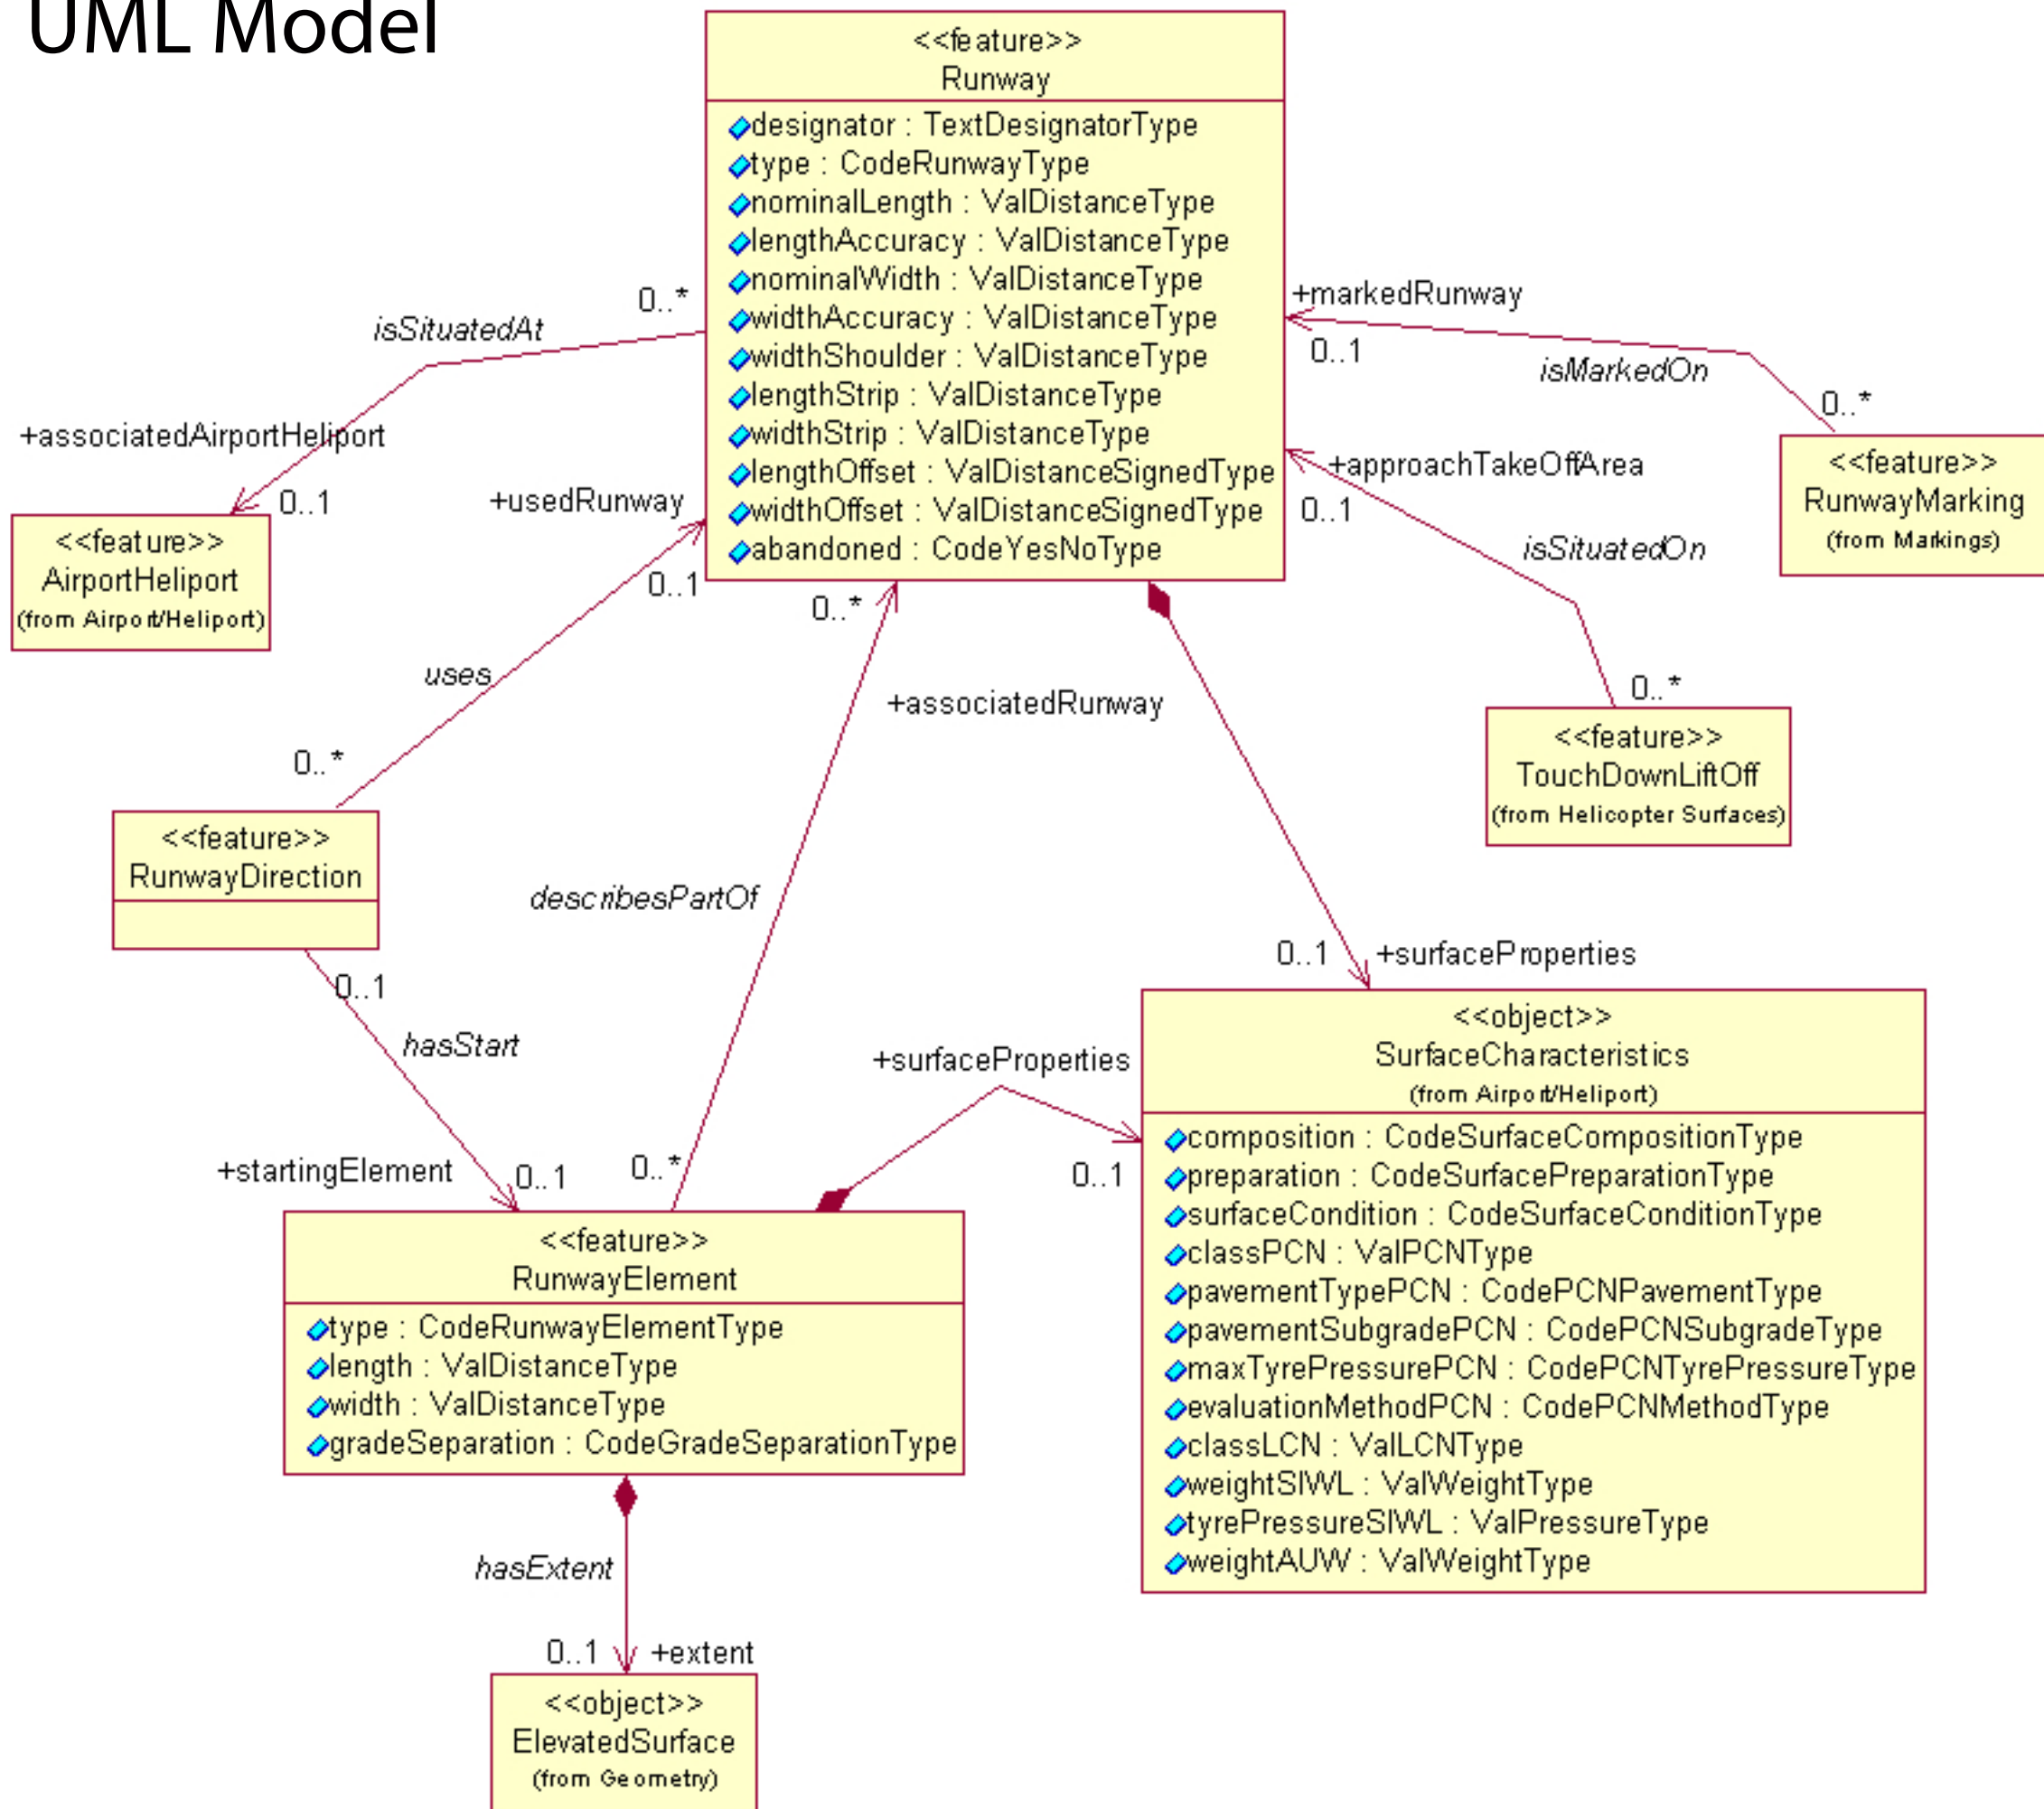 UML Model
<<feature>>
Runway
designator : TextDesignatorType
type : CodeRunwayType
nominalLength : ValDistanceType
lengthAccuracy : ValDistanceType
nominalWidth : ValDistanceType
widthAccuracy : ValDistanceType
widthShoulder : ValDistanceType
lengthStrip : ValDistanceType
widthStrip : ValDistanceType
lengthOffset : ValDistanceSignedType
widthOffset : ValDistanceSignedType
abandoned : CodeYesNoType
0..*
isSituatedAt
+associatedAirportHeliport
0..1
<<feature>>
AirportHeliport
(from Airport/Heliport)
+markedRunway
0..1
isMarkedOn
0..*
<<feature>>
RunwayMarking
(from Markings)
+approachTakeOffArea
0..1
isSituatedOn
0..*
<<feature>>
TouchDownLiftOff
(from Helicopter Surfaces)
+usedRunway
0..1
uses
0..*
<<feature>>
RunwayDirection
0..*
+associatedRunway
describesPartOf
0..*
0..1
hasStart
+startingElement
0..1
0..1
+surfaceProperties
+surfaceProperties
0..1
<<object>>
SurfaceCharacteristics
(from Airport/Heliport)
composition : CodeSurfaceCompositionType
preparation : CodeSurfacePreparationType
surfaceCondition : CodeSurfaceConditionType
classPCN : ValPCNType
pavementTypePCN : CodePCNPavementType
pavementSubgradePCN : CodePCNSubgradeType
maxTyrePressurePCN : CodePCNTyrePressureType
evaluationMethodPCN : CodePCNMethodType
classLCN : ValLCNType
weightSIWL : ValWeightType
tyrePressureSIWL : ValPressureType
weightAUW : ValWeightType
<<feature>>
RunwayElement
type : CodeRunwayElementType
length : ValDistanceType
width : ValDistanceType
gradeSeparation : CodeGradeSeparationType
hasExtent
0..1
+extent
<<object>>
ElevatedSurface
(from Geometry)